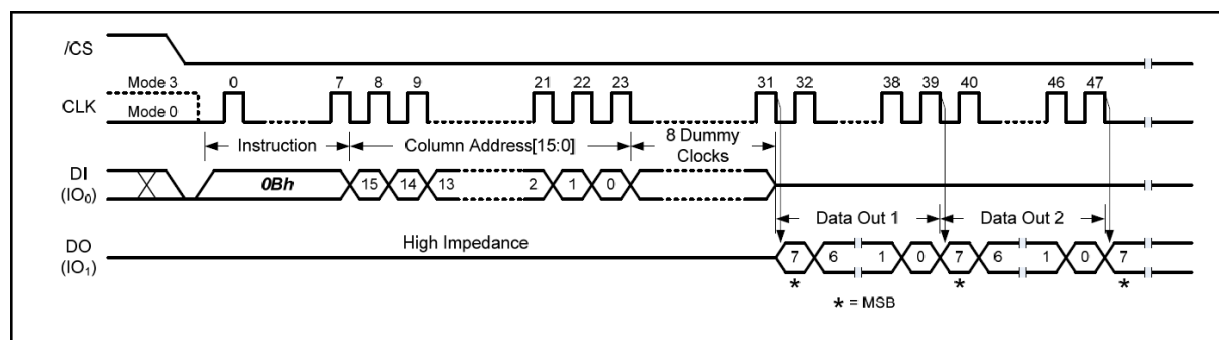 /CS
Mode 3
0 7 8 9 21 22 23 31 32 38 39 40 46 47
CLK
Mode 0
Instruction
Column Address[15:0]
8 Dummy
Clocks
DI
(IO0)
0Bh
15 14 13 2 1 0
Data Out 1
Data Out 2
DO
(IO1)
High Impedance
7 6 1 0 7 6 1 0 7
* * *
* = MSB